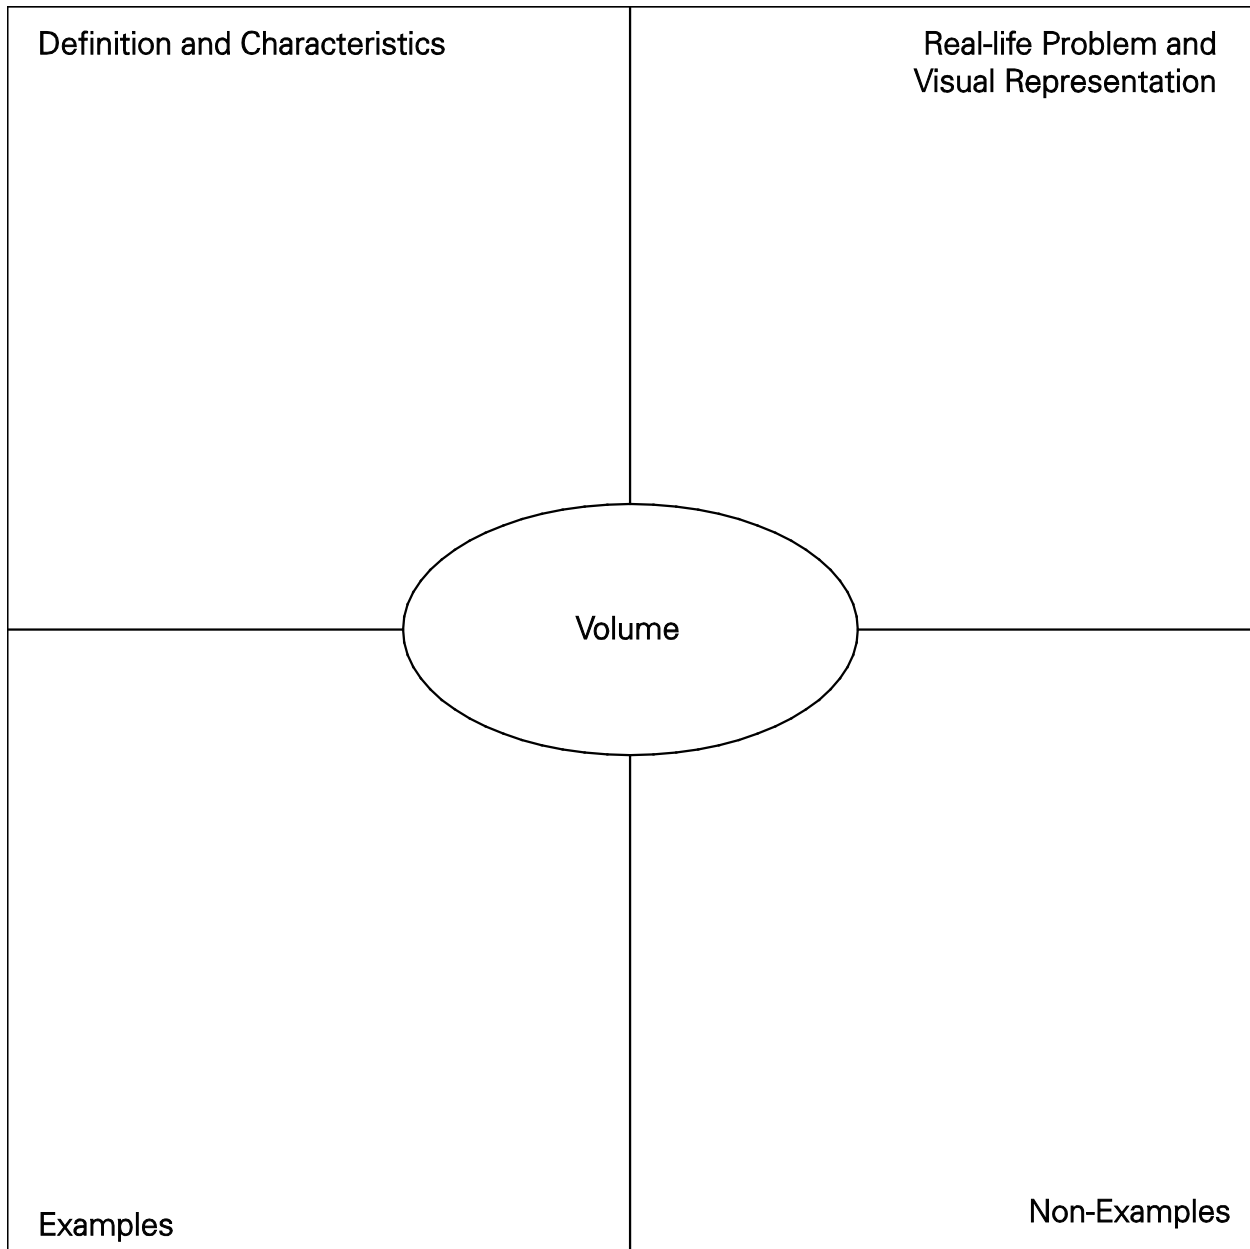 Definition and Characteristics
Real-life Problem and
Visual Representation
Volume
Examples
Non-Examples